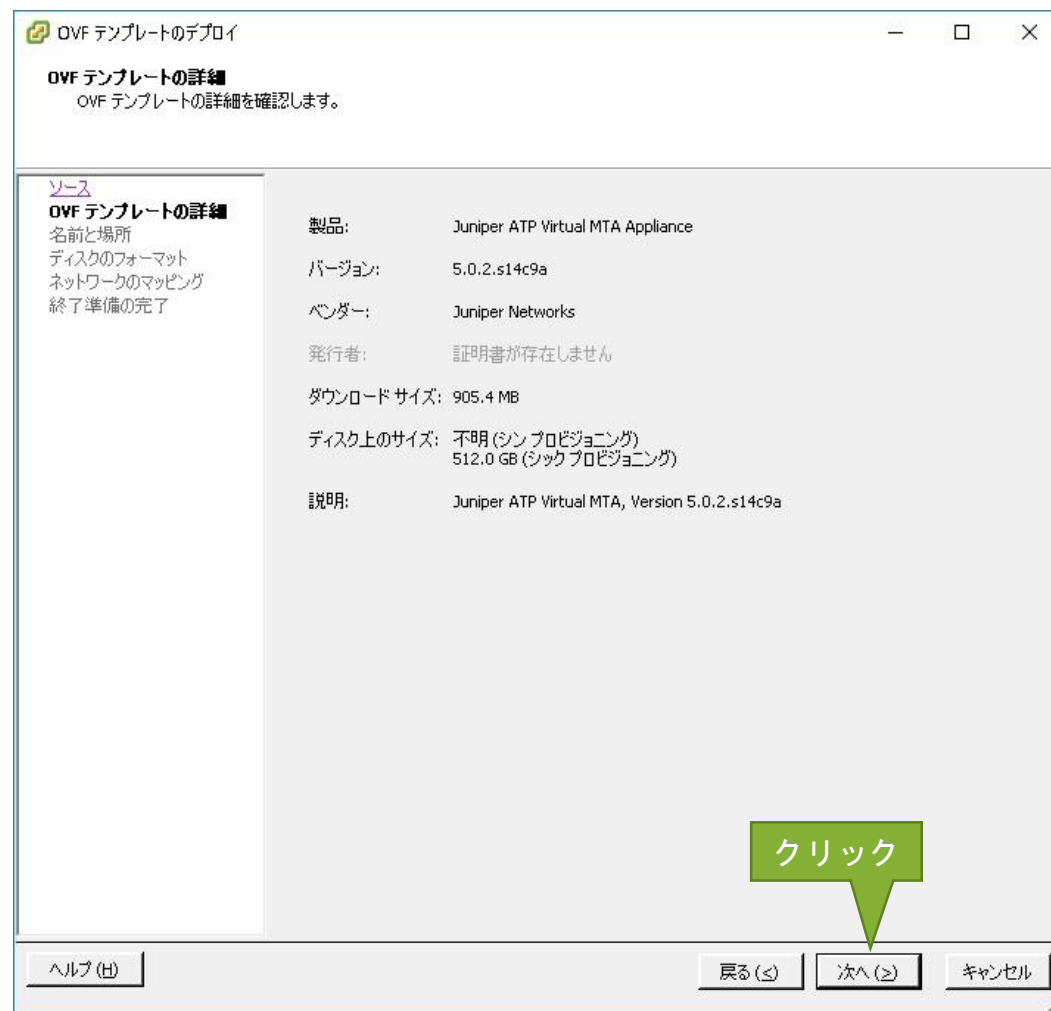 OVF テンプレートのデプロイ
OVF テンプレートの詳細
OVF テンプレートの詳細を確認します。
ソース
OVF テンプレートの詳細
名前と場所
ディスクのフォーマット
ネットワークのマッピング
終了準備の完了
製品: Juniper ATP Virtual MTA Appliance
バージョン: 5.0.2.s14c9a
ベンダー: Juniper Networks
発行者: 証明書が存在しません
ダウンロード サイズ: 905.4 MB
ディスク上のサイズ: 不明 (シン プロビジョニング)
512.0 GB (シック プロビジョニング)
説明: Juniper ATP Virtual MTA, Version 5.0.2.s14c9a
クリック
ヘルプ (H)
戻る (≤)
次へ (≥)
キャンセル